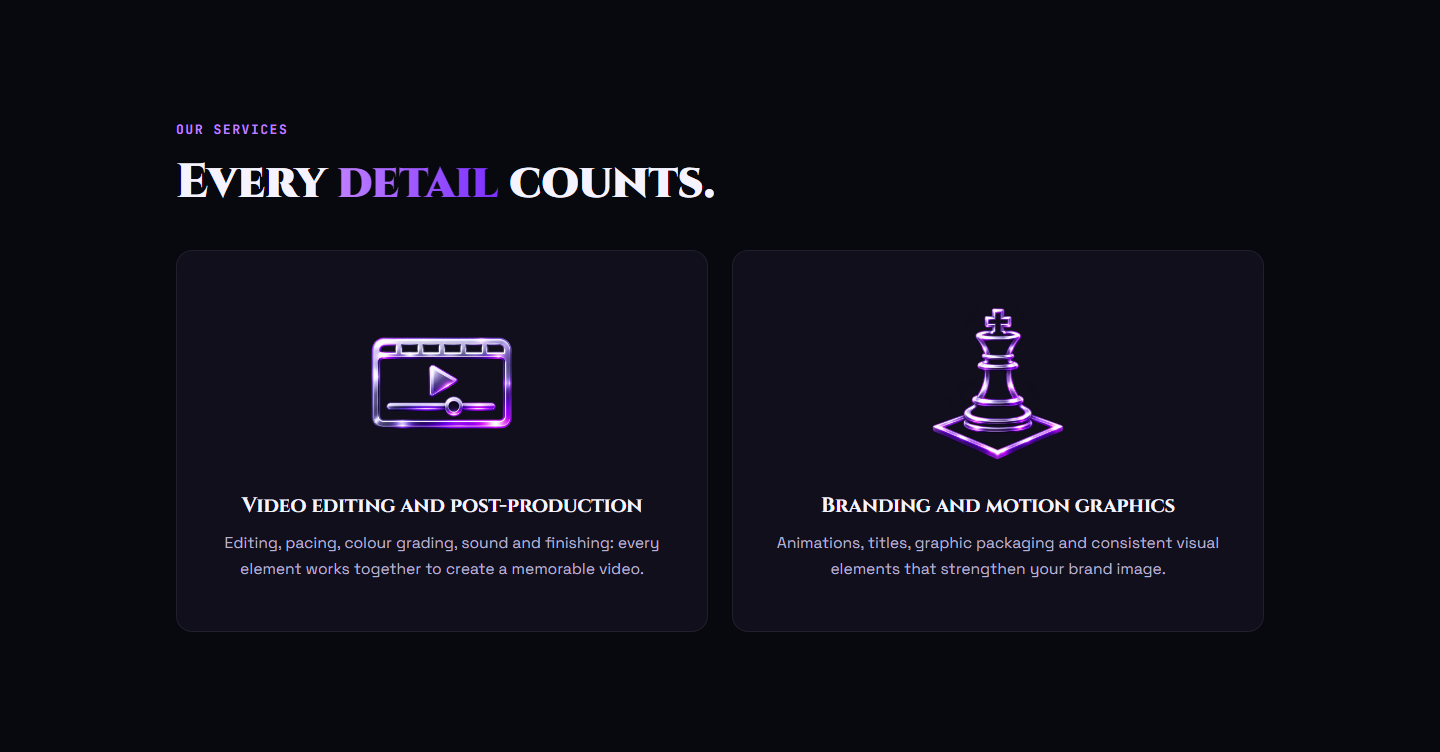 OUR SERVICES
Every detail counts.
Video editing and post-production
Editing, pacing, colour grading, sound and finishing: every
element works together to create a memorable video.
Branding and motion graphics
Animations, titles, graphic packaging and consistent visual
elements that strengthen your brand image.